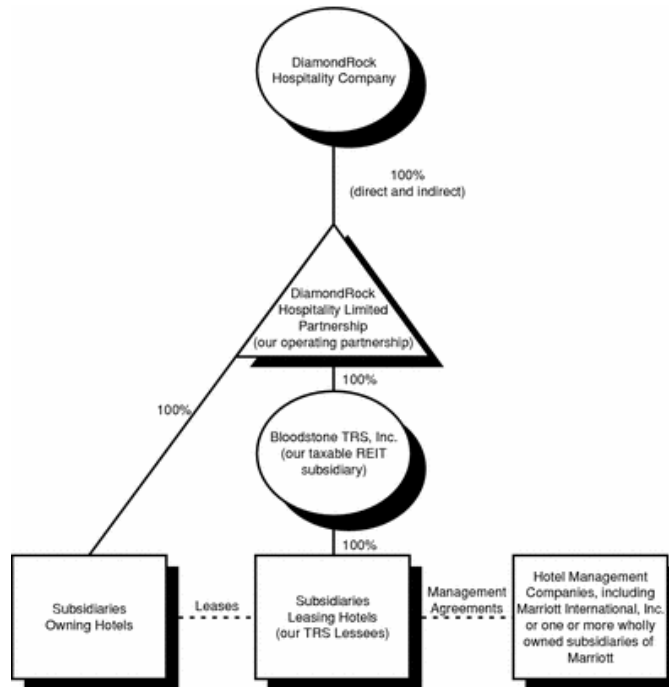 DiamondRock
Hospitality Company
100%
(direct and indirect)
DiamondRock
Hospitality Limited
Partnership
(our operating partnership)
100%
100%
Bloodstone TRS, Inc.
(our taxable REIT
subsidiary)
100%
Subsidiaries
Owning Hotels
Leases
Subsidiaries
Leasing Hotels
(our TRS Lessees)
Management
Agreements
Hotel Management
Companies, including
Marriott International, Inc.
or one or more wholly
owned subsidiaries of
Marriott